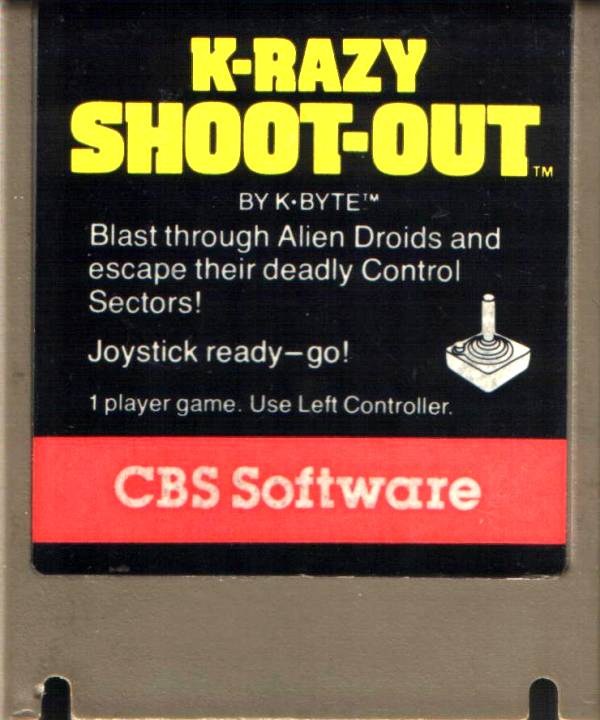 K-RAZY
SHOOT-OUT™
BY K•BYTE™
Blast through Alien Droids and
escape their deadly Control
Sectors!
Joystick ready—go!
1 player game. Use Left Controller.
CBS Software